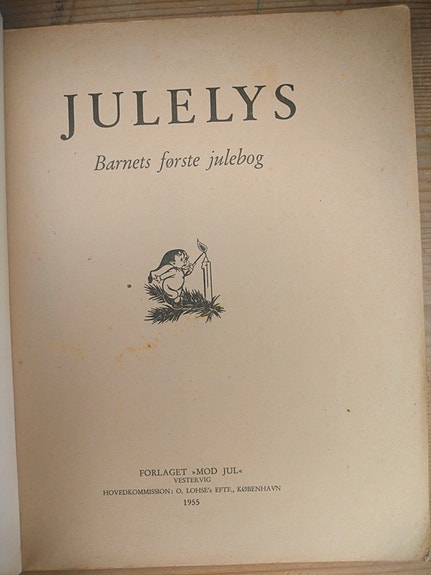 JULELYS
Barnets første julebog
FORLAGET »MOD JUL«
VESTERVIG
HOVEDKOMMISSION: O. LOHSE's EFTF., KØBENHAVN
1955